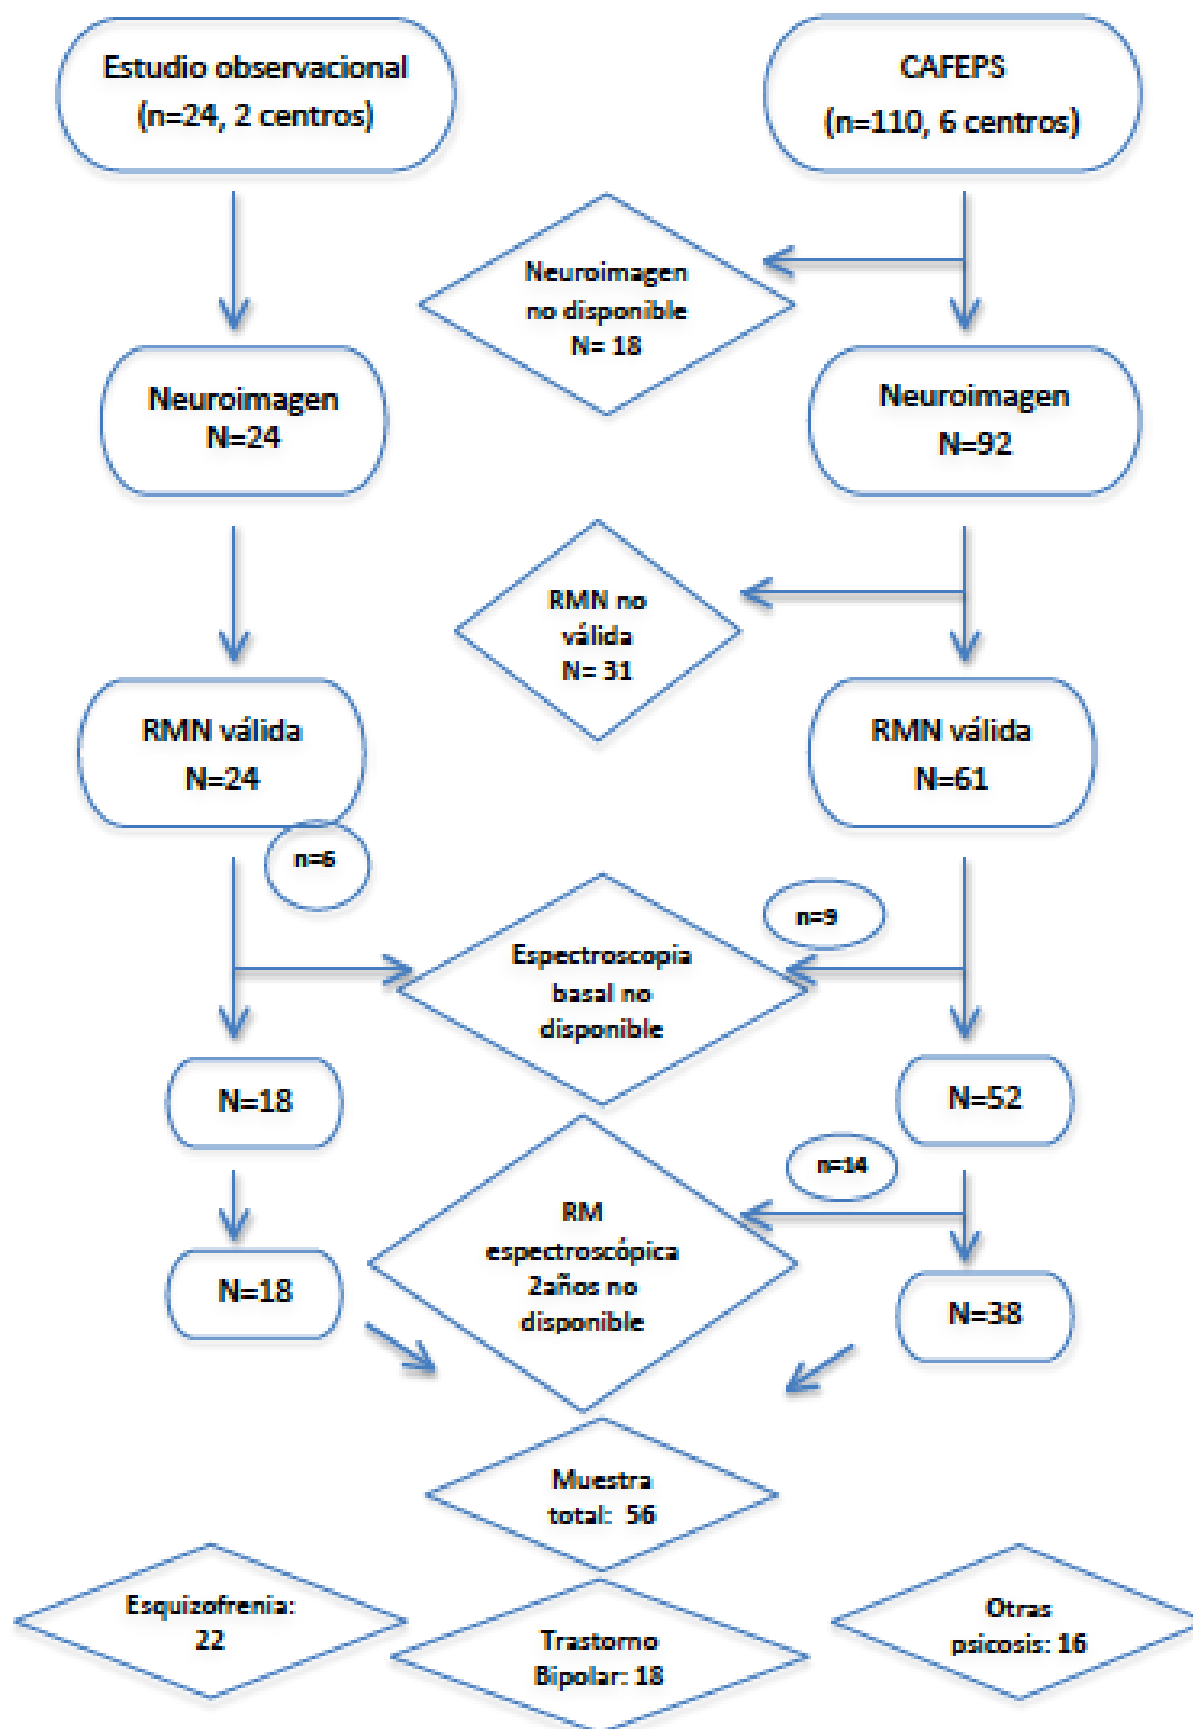 Estudio observacional
(n=24, 2 centros)
CAFEPS
(n=110, 6 centros)
Neuroimagen
no disponible
N= 18
Neuroimagen
N=24
Neuroimagen
N=92
RMN no
válida
N= 31
RMN válida
N=24
RMN válida
N=61
n=6
n=9
Espectroscopia
basal no
disponible
N=18
N=52
n=14
RM
espectroscópica
2años no
disponible
N=18
N=38
Muestra
total: 56
Esquizofrenia:
22
Trastorno
Bipolar: 18
Otras
psicosis: 16